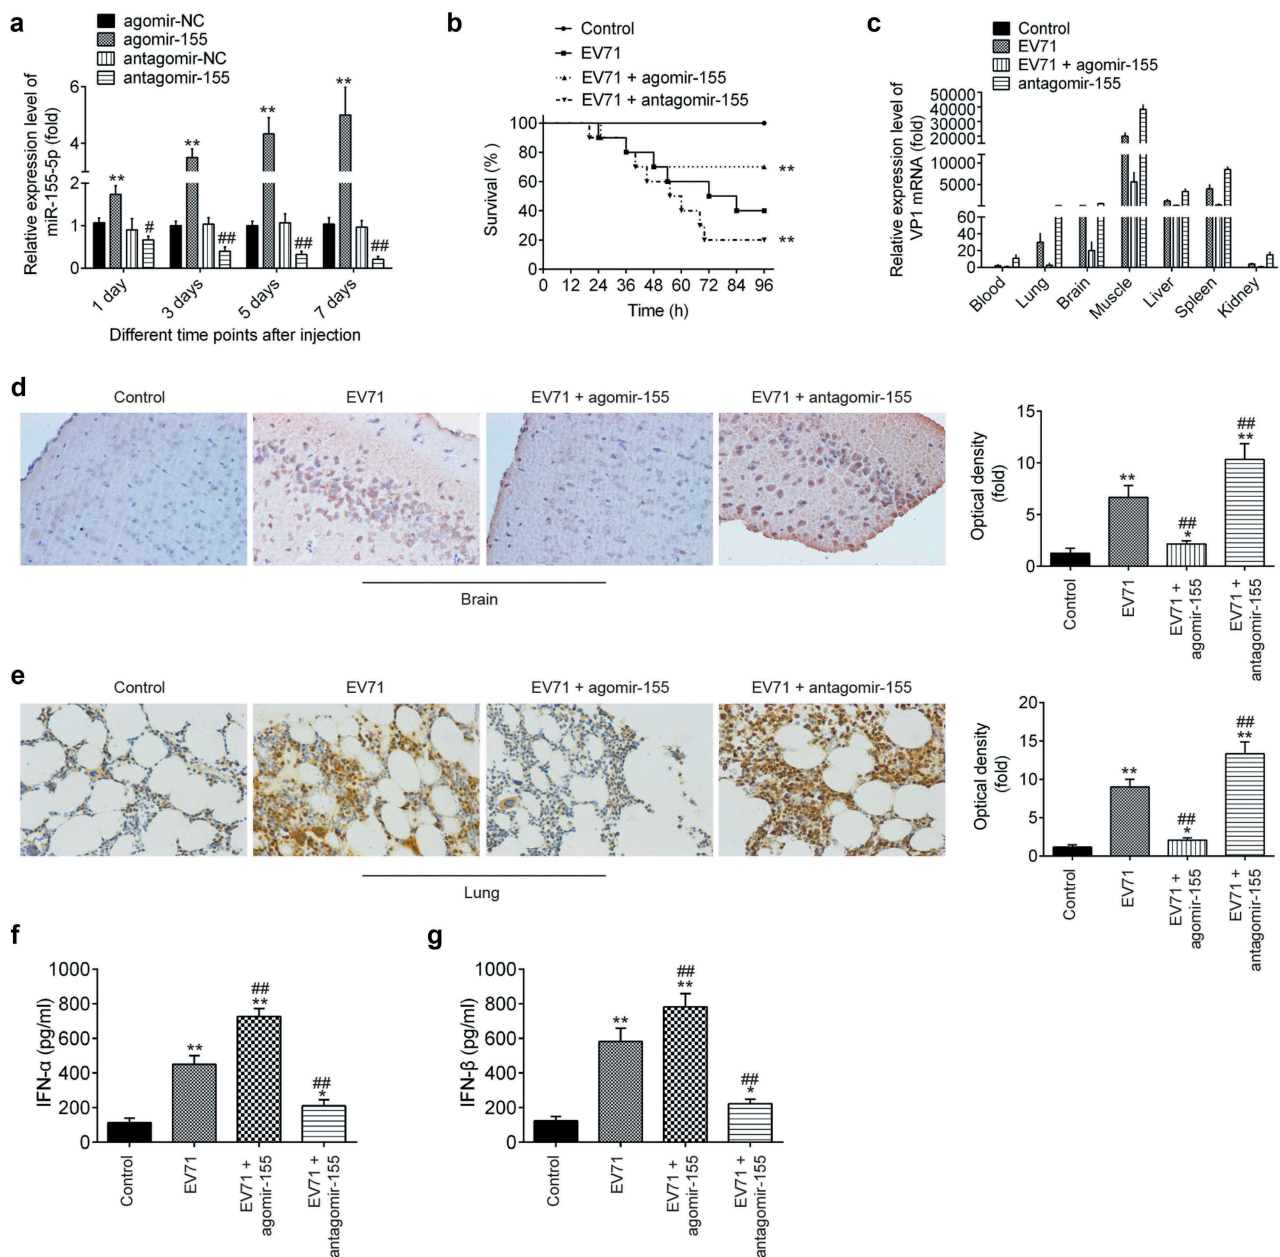 a
agomir-NC
agomir-155
antagomir-NC
antagomir-155
Relative expression level of
miR-155-5p (fold)
6
4
2
2
1
0
**
#
**
##
**
##
**
##
1 day
3 days
5 days
7 days
Different time points after injection
b
Control
EV71
EV71 + agomir-155
EV71 + antagomir-155
Survival (% )
100
80
60
40
20
0
**
**
0 12 24 36 48 60 72 84 96
Time (h)
c
Control
EV71
EV71 + agomir-155
antagomir-155
Relative expression level of
VP1 mRNA (fold)
50000
40000
30000
20000
10000
5000
60
40
20
0
Blood
Lung
Brain
Muscle
Liver
Spleen
Kidney
d
Control
EV71
EV71 + agomir-155
EV71 + antagomir-155
Brain
Optical density
(fold)
15
10
5
0
**
##
*
##
**
Control
EV71
EV71 +
agomir-155
EV71 +
antagomir-155
e
Control
EV71
EV71 + agomir-155
EV71 + antagomir-155
Lung
Optical density
(fold)
20
15
10
5
0
**
##
*
##
**
Control
EV71
EV71 +
agomir-155
EV71 +
antagomir-155
f
IFN-α (pg/ml)
1000
800
600
400
200
0
**
##
**
##
*
Control
EV71
EV71 +
agomir-155
EV71 +
antagomir-155
g
IFN-β (pg/ml)
1000
800
600
400
200
0
**
##
**
##
*
Control
EV71
EV71 +
agomir-155
EV71 +
antagomir-155